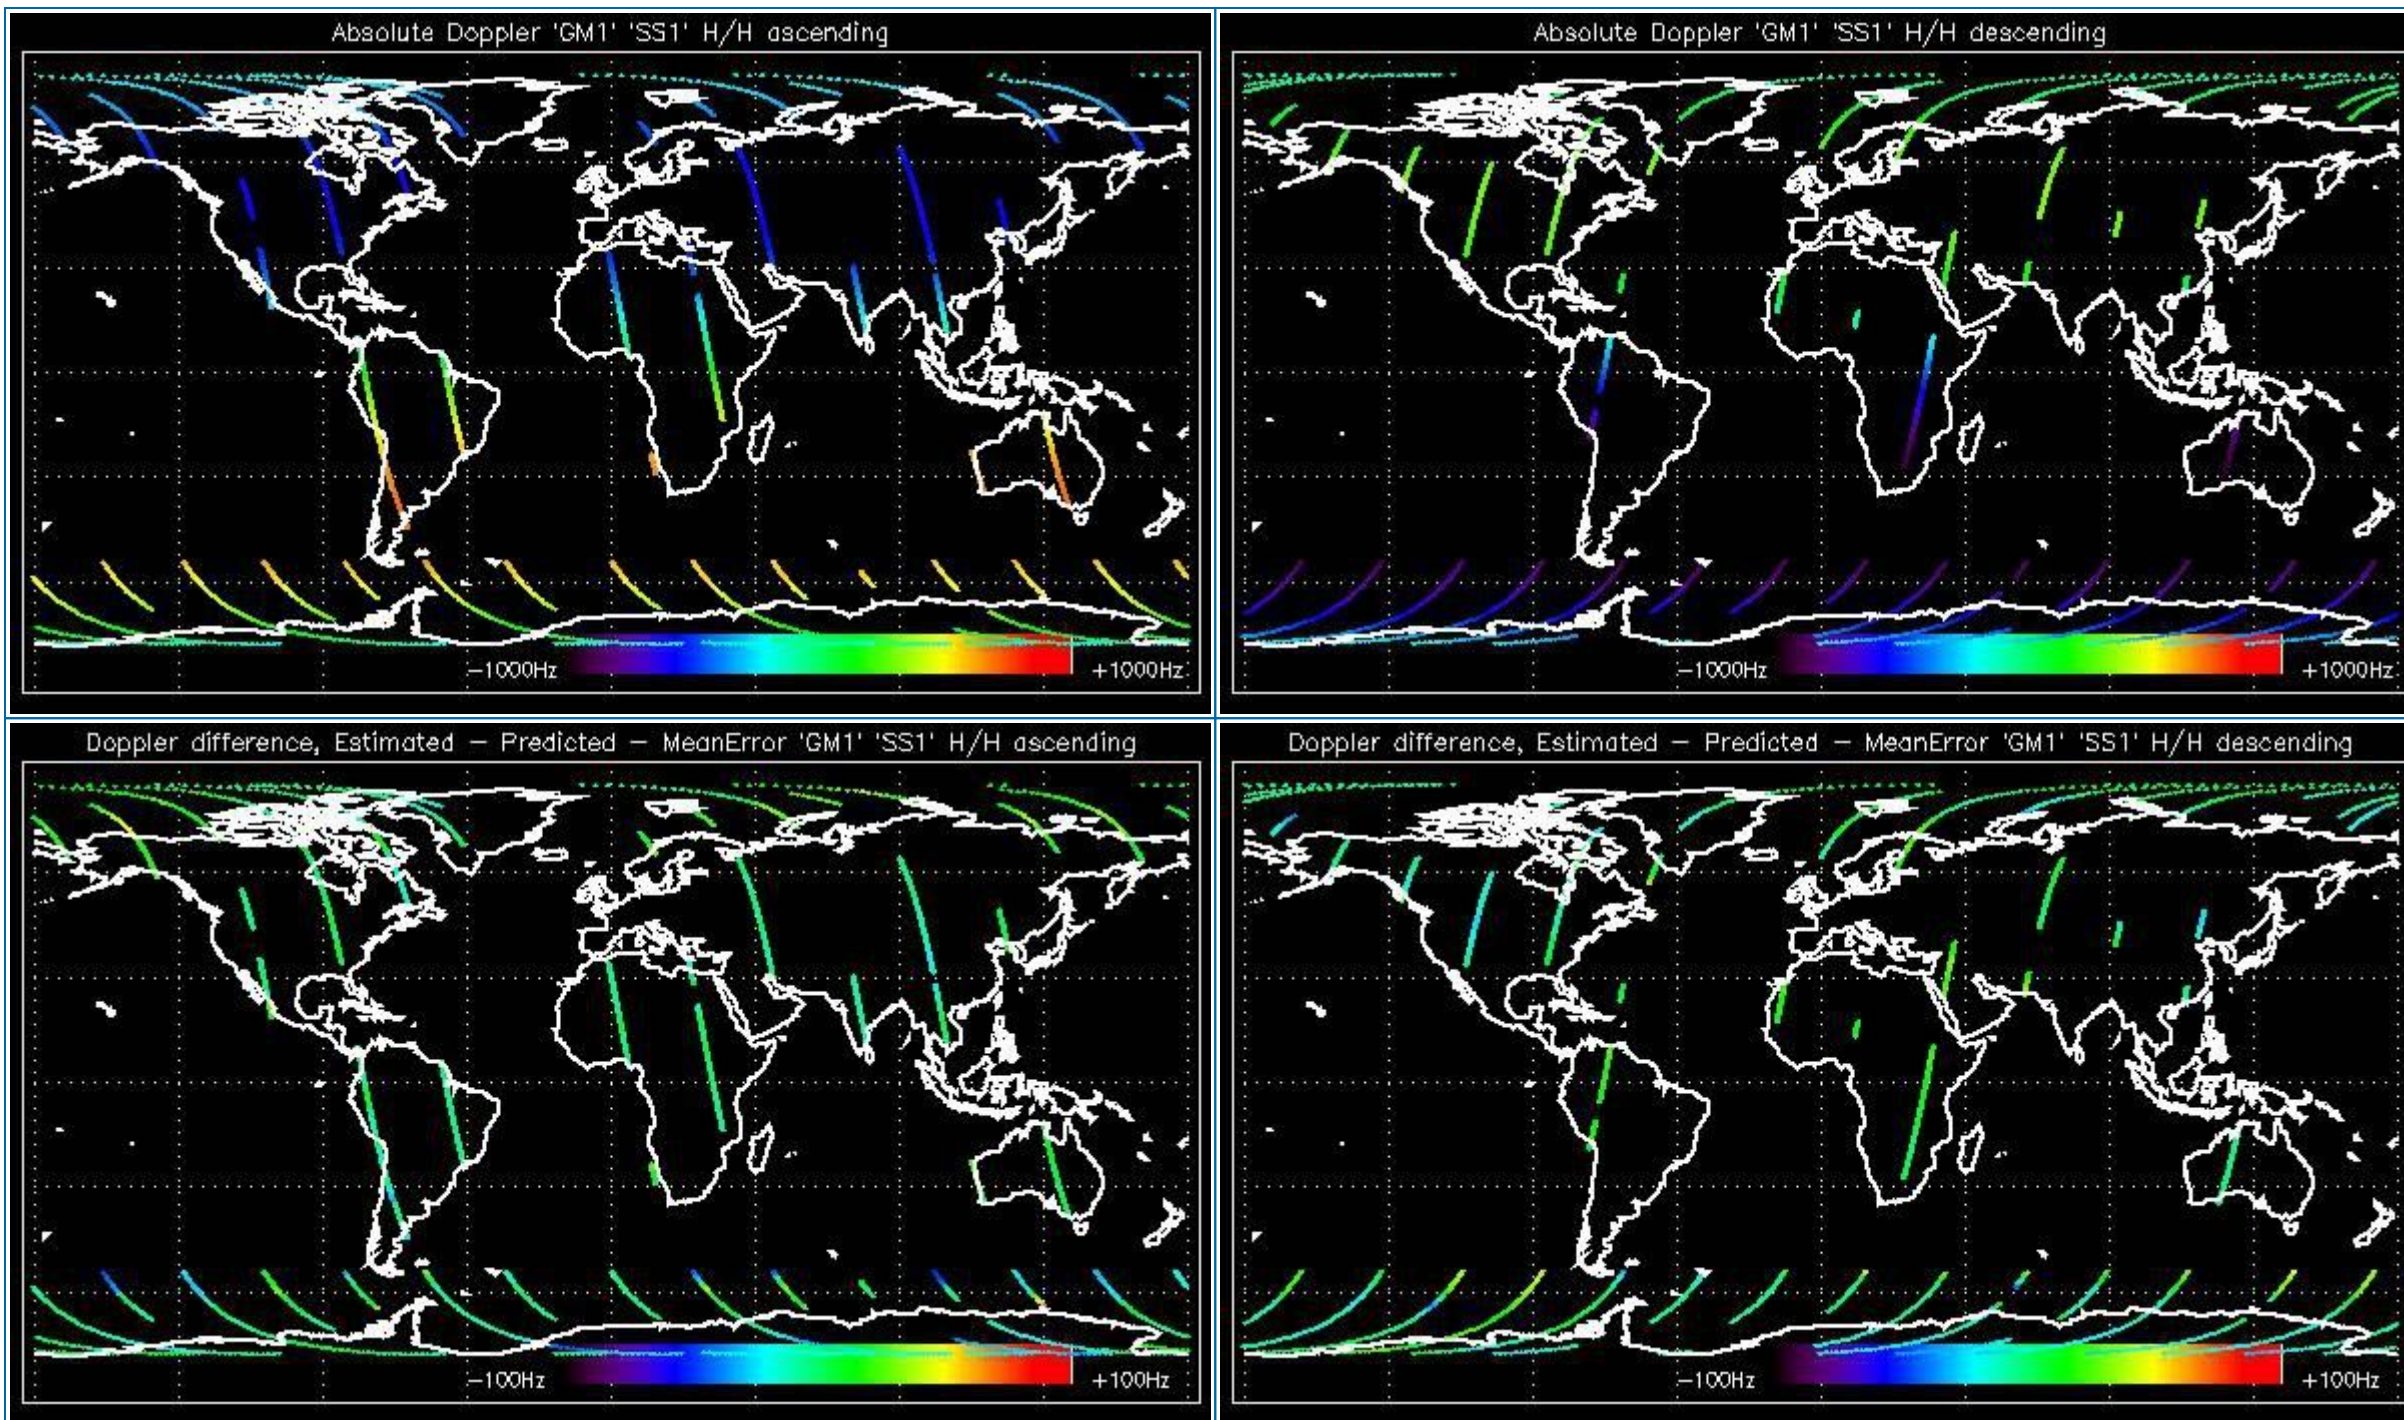 Absolute Doppler 'GM1' 'SS1' H/H ascending
-1000Hz
+1000Hz
Absolute Doppler 'GM1' 'SS1' H/H descending
-1000Hz
+1000Hz
Doppler difference, Estimated - Predicted - MeanError 'GM1' 'SS1' H/H ascending
-100Hz
+100Hz
Doppler difference, Estimated - Predicted - MeanError 'GM1' 'SS1' H/H descending
-100Hz
+100Hz